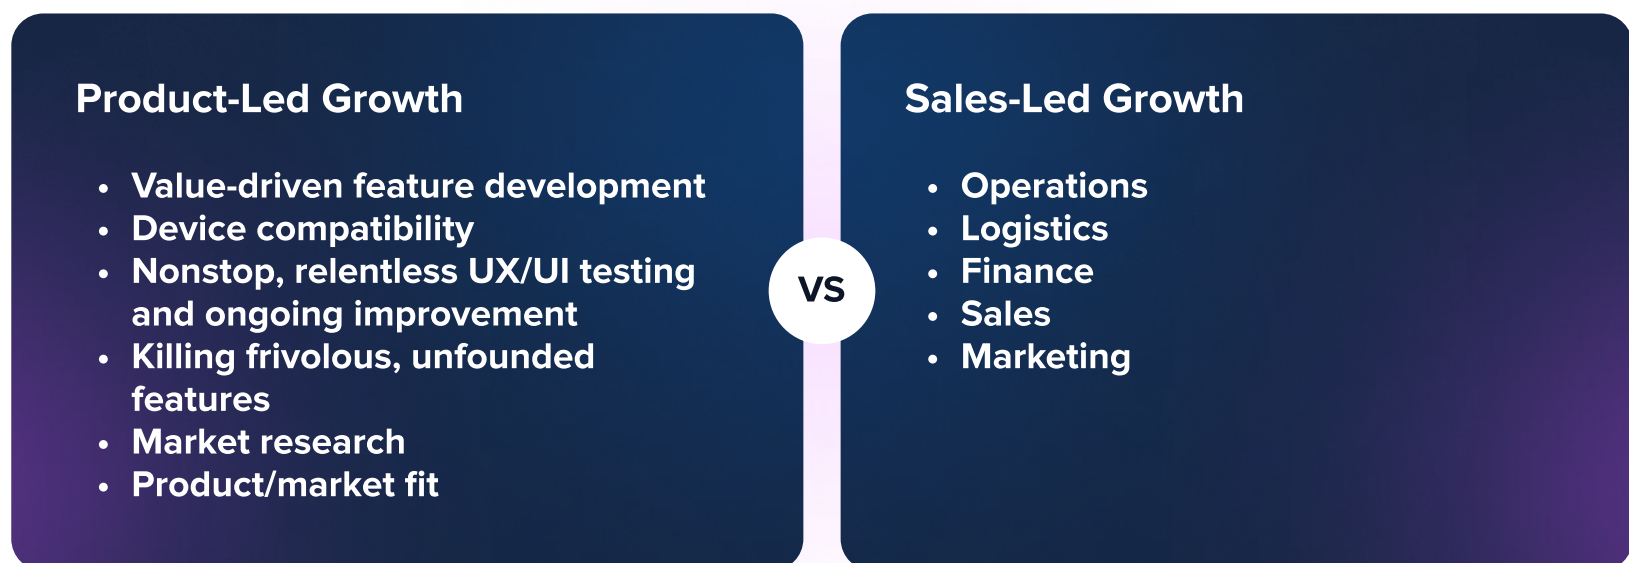 Product-Led Growth
• Value-driven feature development
• Device compatibility
• Nonstop, relentless UX/UI testing
and ongoing improvement
• Killing frivolous, unfounded
features
• Market research
• Product/market fit
VS
Sales-Led Growth
• Operations
• Logistics
• Finance
• Sales
• Marketing